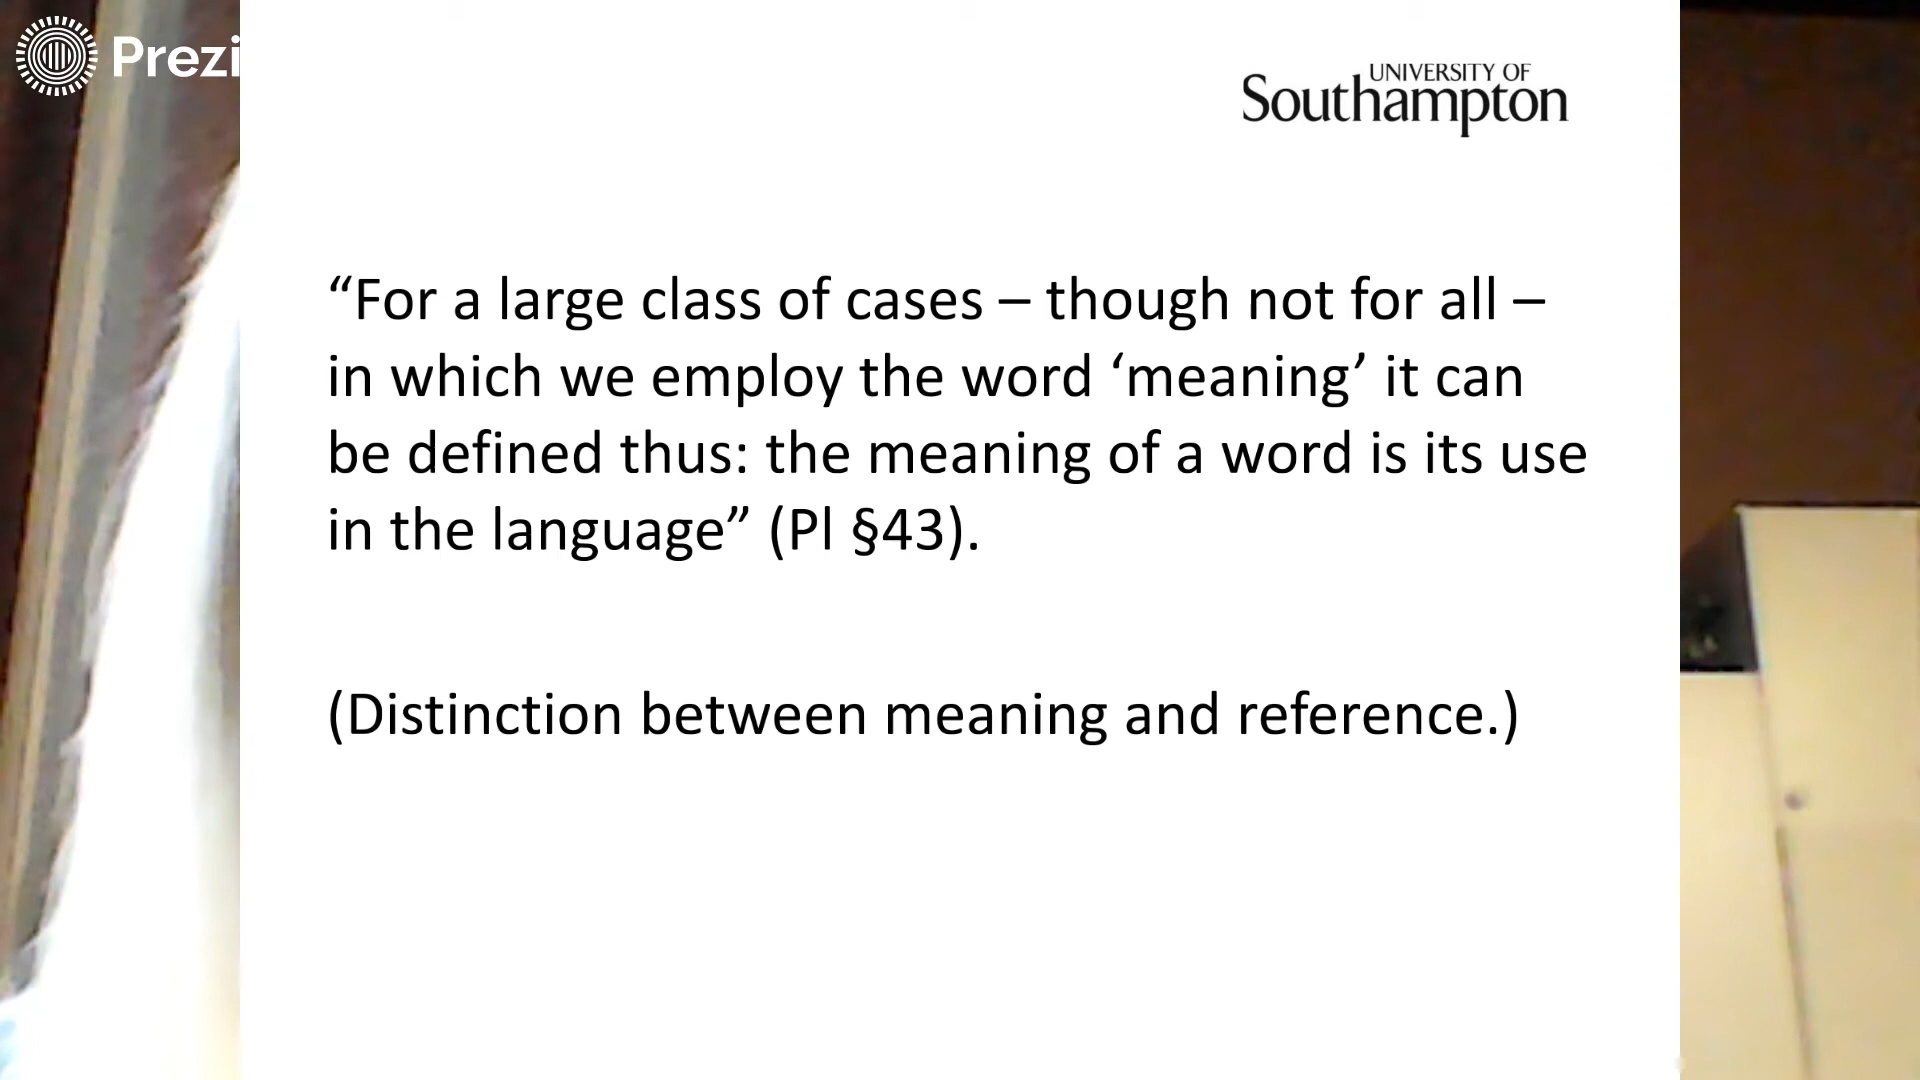 Prezi
UNIVERSITY OF
Southampton
“For a large class of cases – though not for all –
in which we employ the word ‘meaning’ it can
be defined thus: the meaning of a word is its use
in the language” (Pl §43).
(Distinction between meaning and reference.)